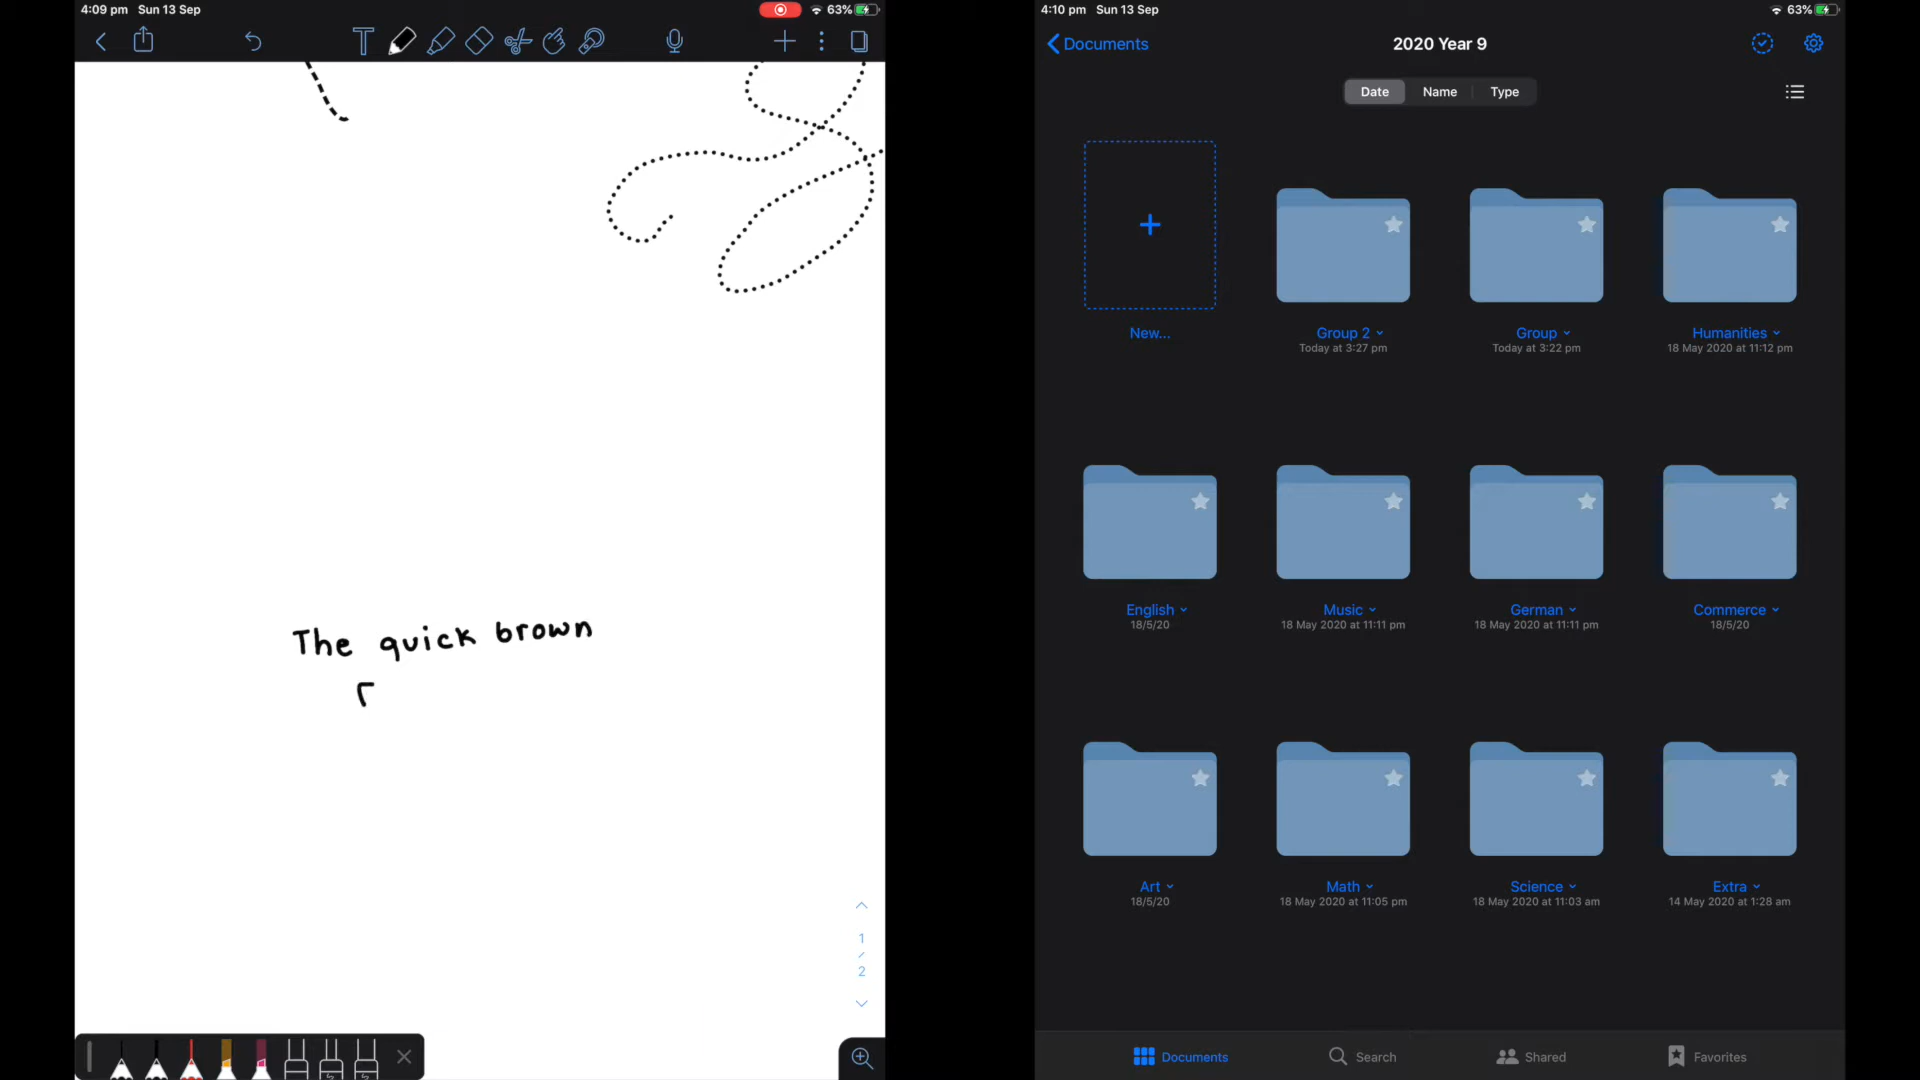 4:09 pm Sun 13 Sep
63%
T
The quick brown
1
/
2
4:10 pm Sun 13 Sep
63%
Documents
2020 Year 9
Date Name Type
New...
Group 2
Today at 3:27 pm
Group
Today at 3:22 pm
Humanities
18 May 2020 at 11:12 pm
English
18/5/20
Music
18 May 2020 at 11:11 pm
German
18 May 2020 at 11:11 pm
Commerce
18/5/20
Art
18/5/20
Math
18 May 2020 at 11:05 pm
Science
18 May 2020 at 11:03 am
Extra
14 May 2020 at 1:28 am
Documents Search Shared Favorites